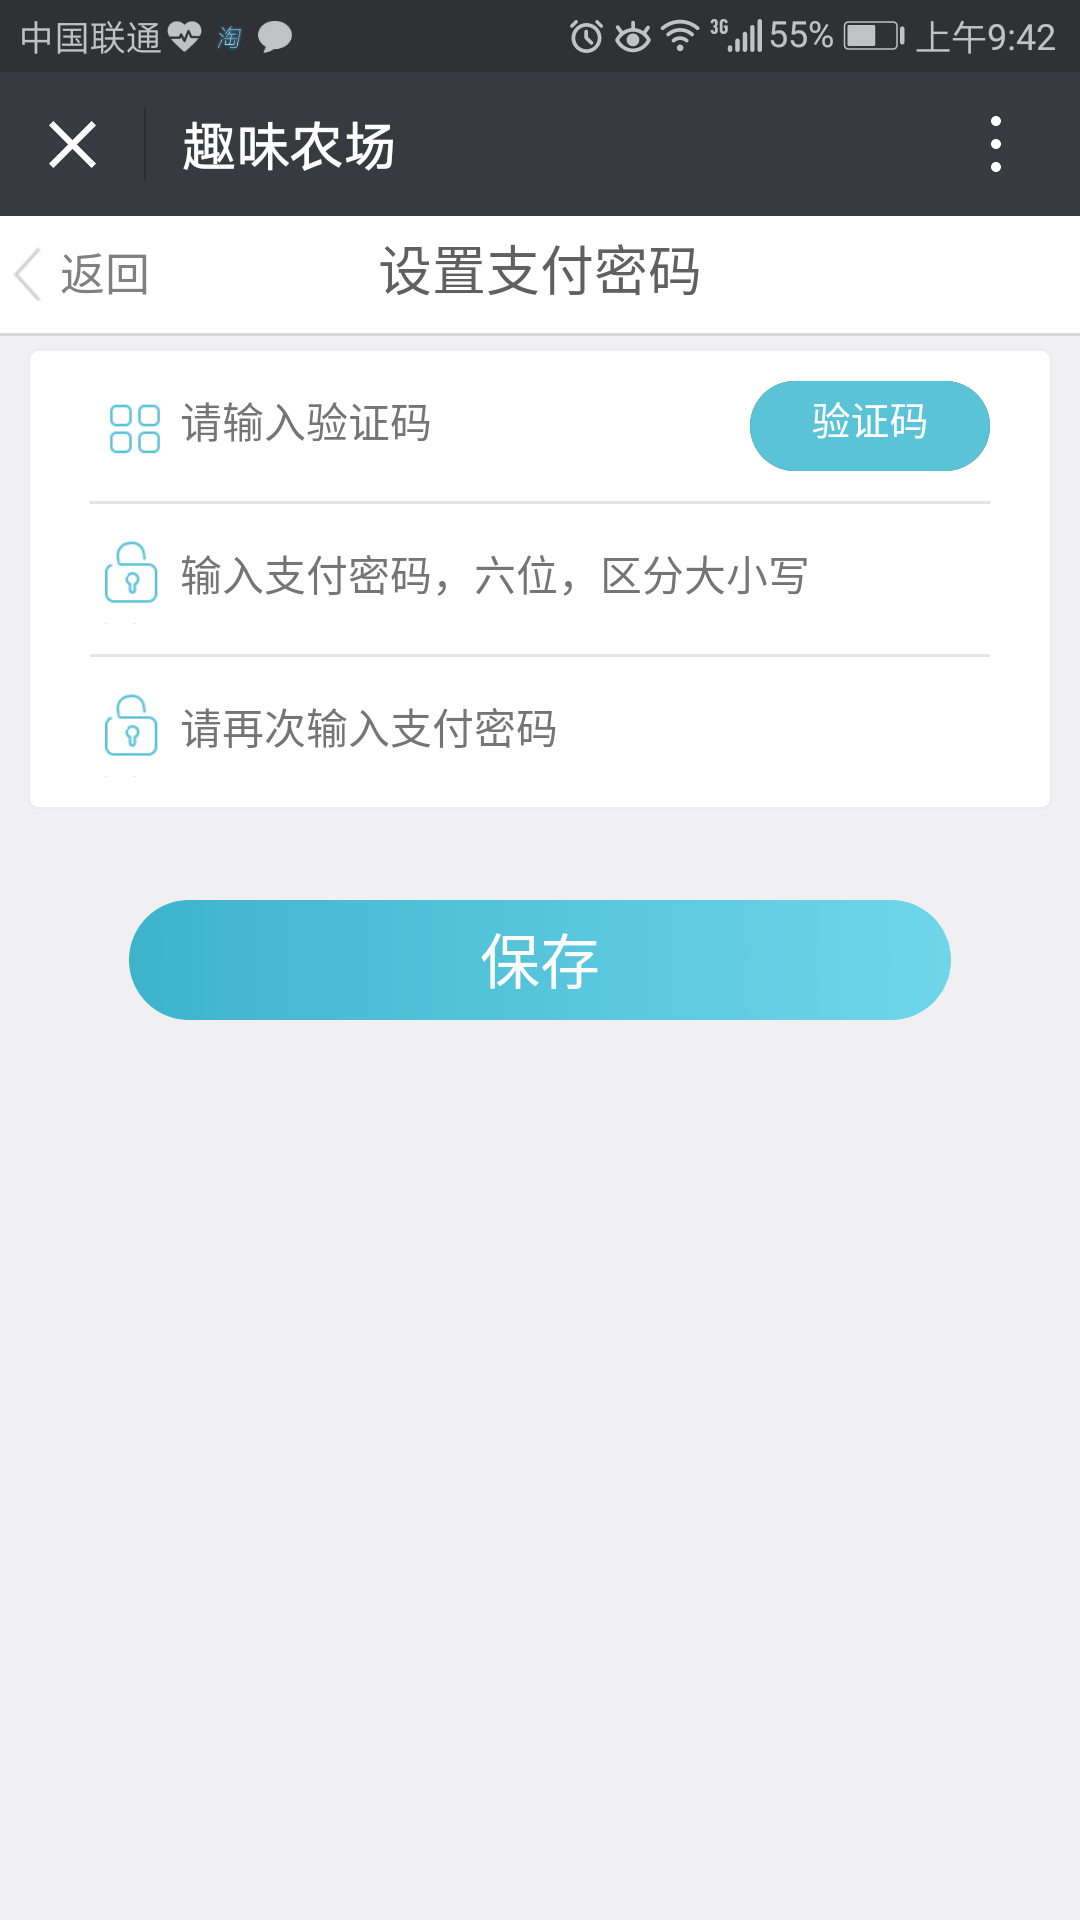 中国联通 淘 3G 55% 上午9:42
趣味农场
返回 设置支付密码
请输入验证码 验证码
输入支付密码，六位，区分大小写
请再次输入支付密码
保存